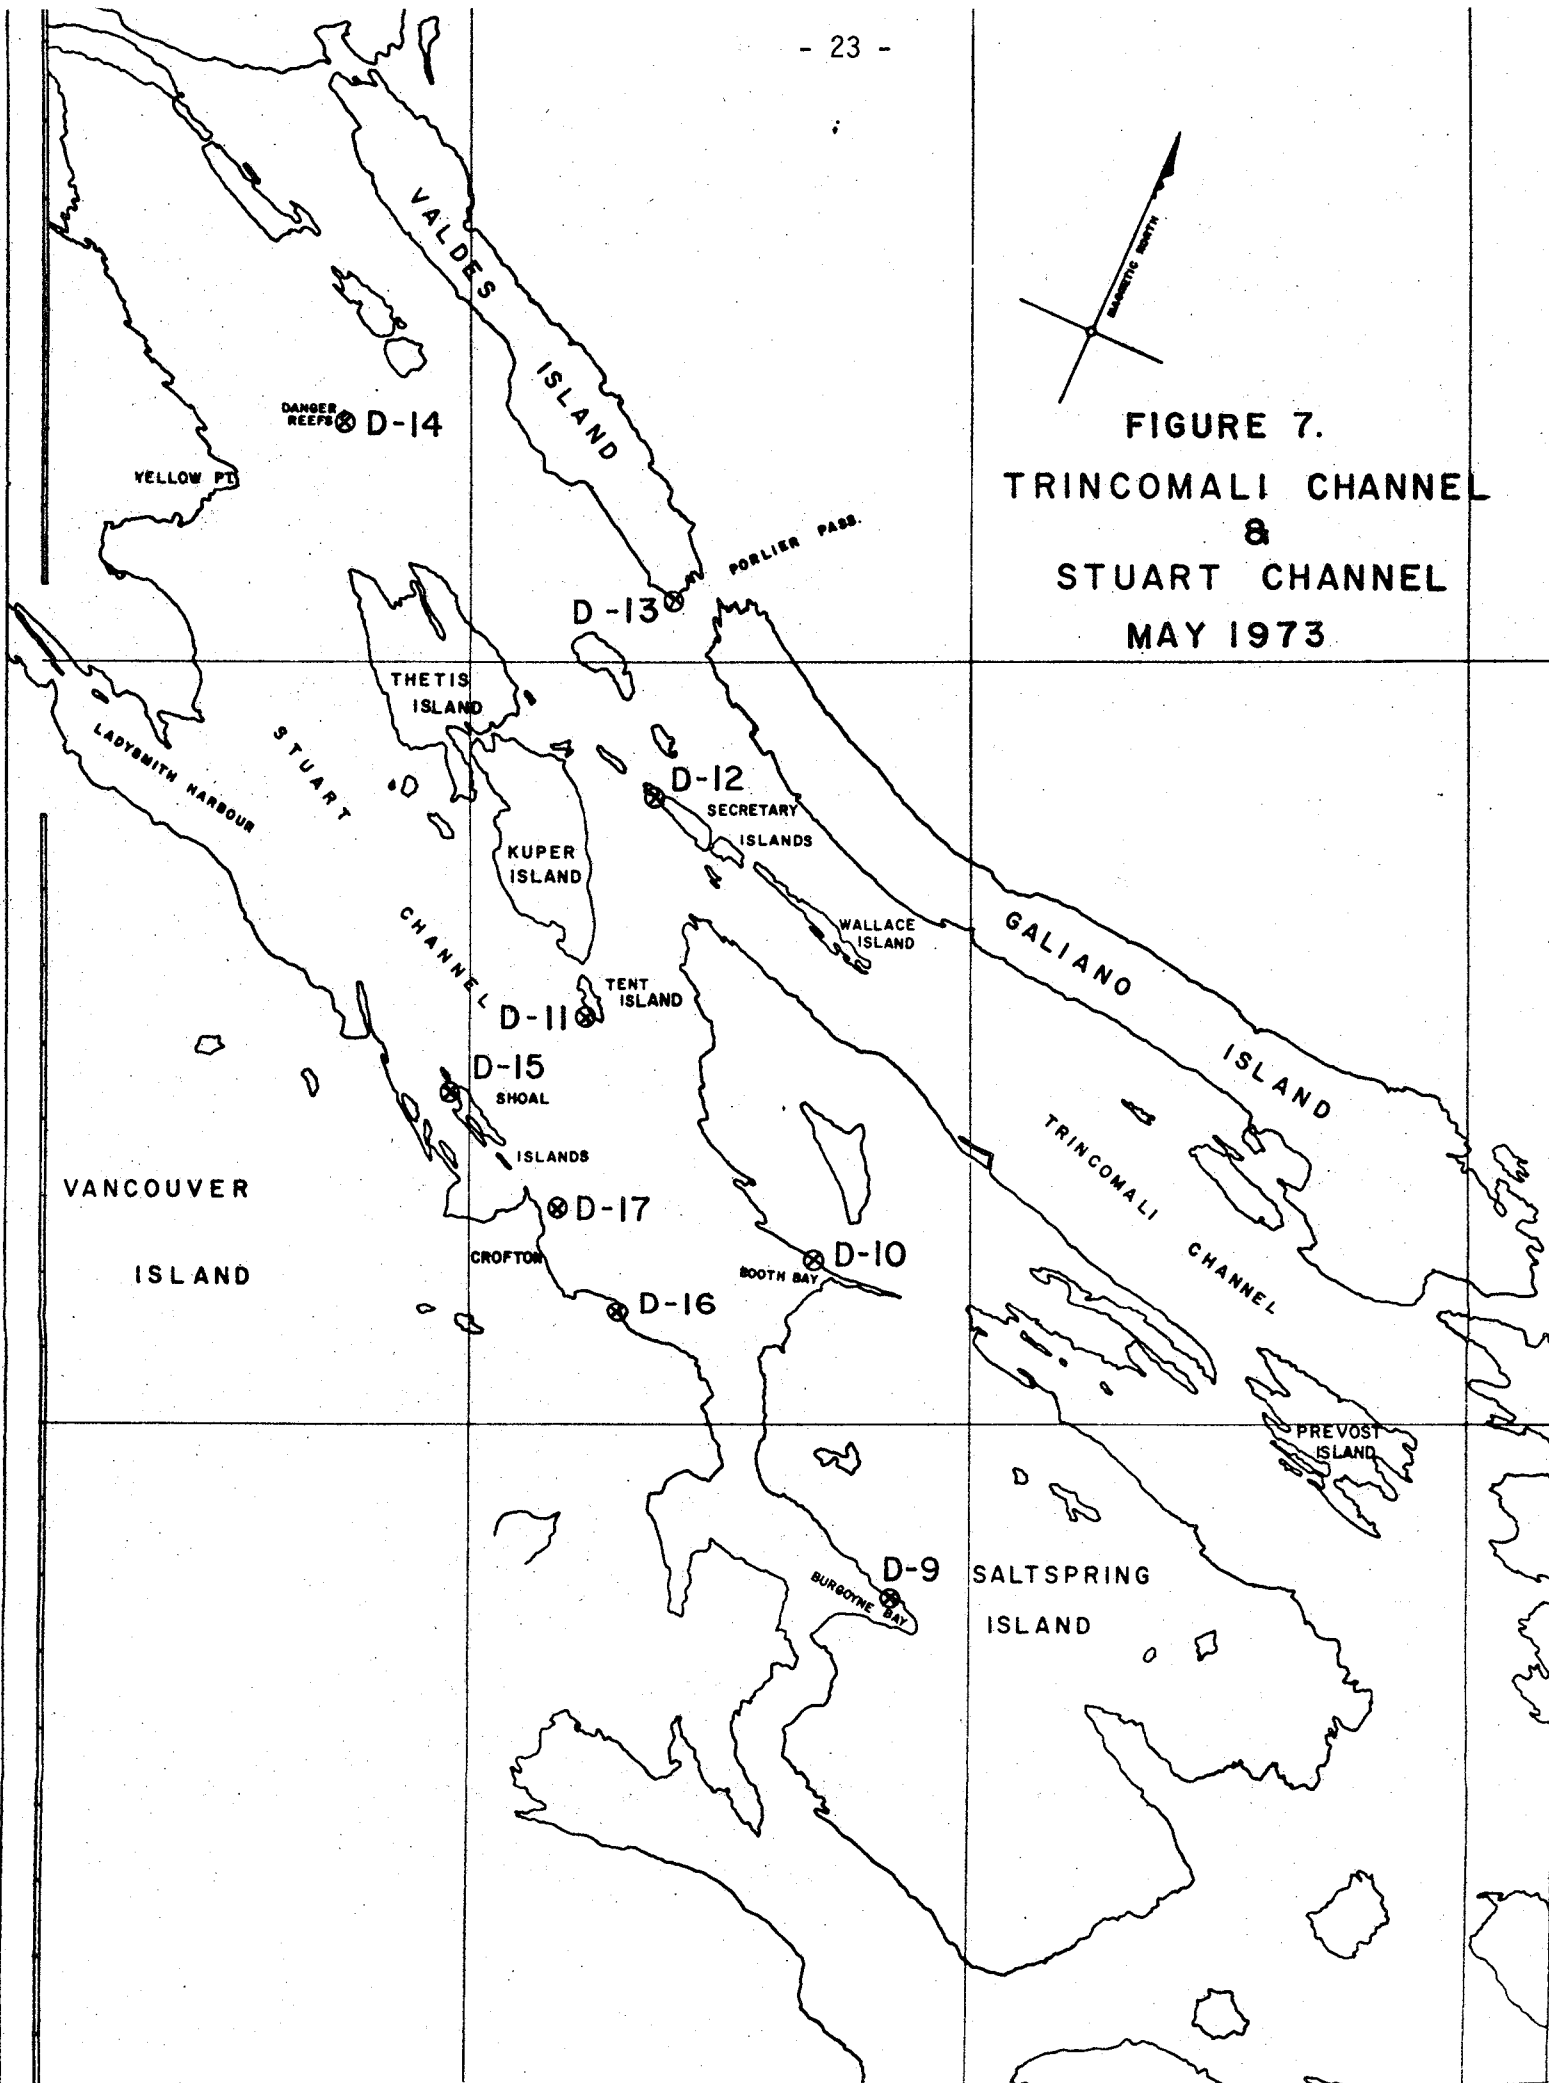 - 23 -
VALDES
ISLAND
MAGNETIC NORTH
FIGURE 7.
TRINCOMALI CHANNEL
&
STUART CHANNEL
MAY 1973
DANGER
REEFS
D-14
YELLOW PT
PORLIER PASS.
D-13
THETIS
ISLAND
LADYSMITH HARBOUR
STUART
CHANNEL
D-12
SECRETARY
ISLANDS
KUPER
ISLAND
WALLACE
ISLAND
GALIANO
ISLAND
TENT
ISLAND
D-11
D-15
SHOAL
ISLANDS
TRINCOMALI
CHANNEL
VANCOUVER
ISLAND
D-17
CROFTON
D-10
BOOTH BAY
D-16
PREVOST
ISLAND
D-9
BURGOYNE BAY
SALTSPRING
ISLAND